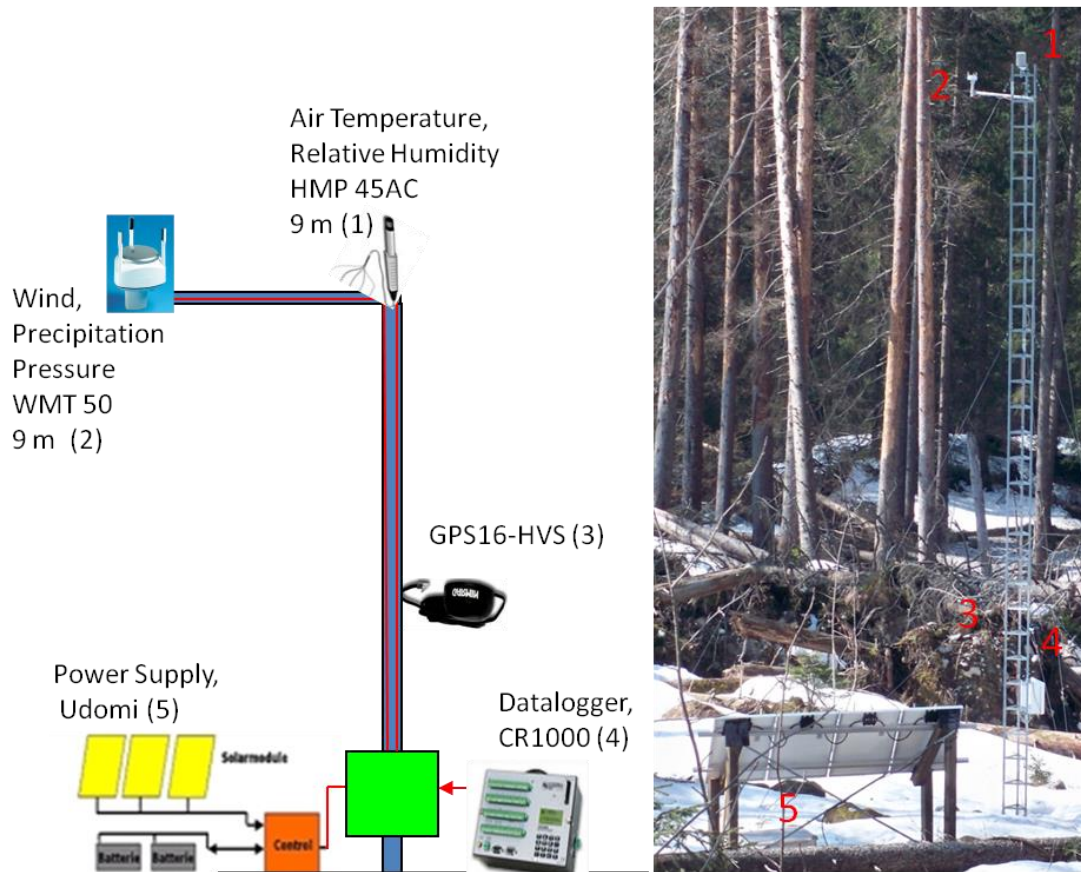 Air Temperature,
Relative Humidity
HMP 45AC
9 m (1)
Wind,
Precipitation
Pressure
WMT 50
9 m (2)
GPS16-HVS (3)
Power Supply,
Udomi (5)
Solarmodule
Batterie
Batterie
Control
Datalogger,
CR1000 (4)
1
2
3
4
5